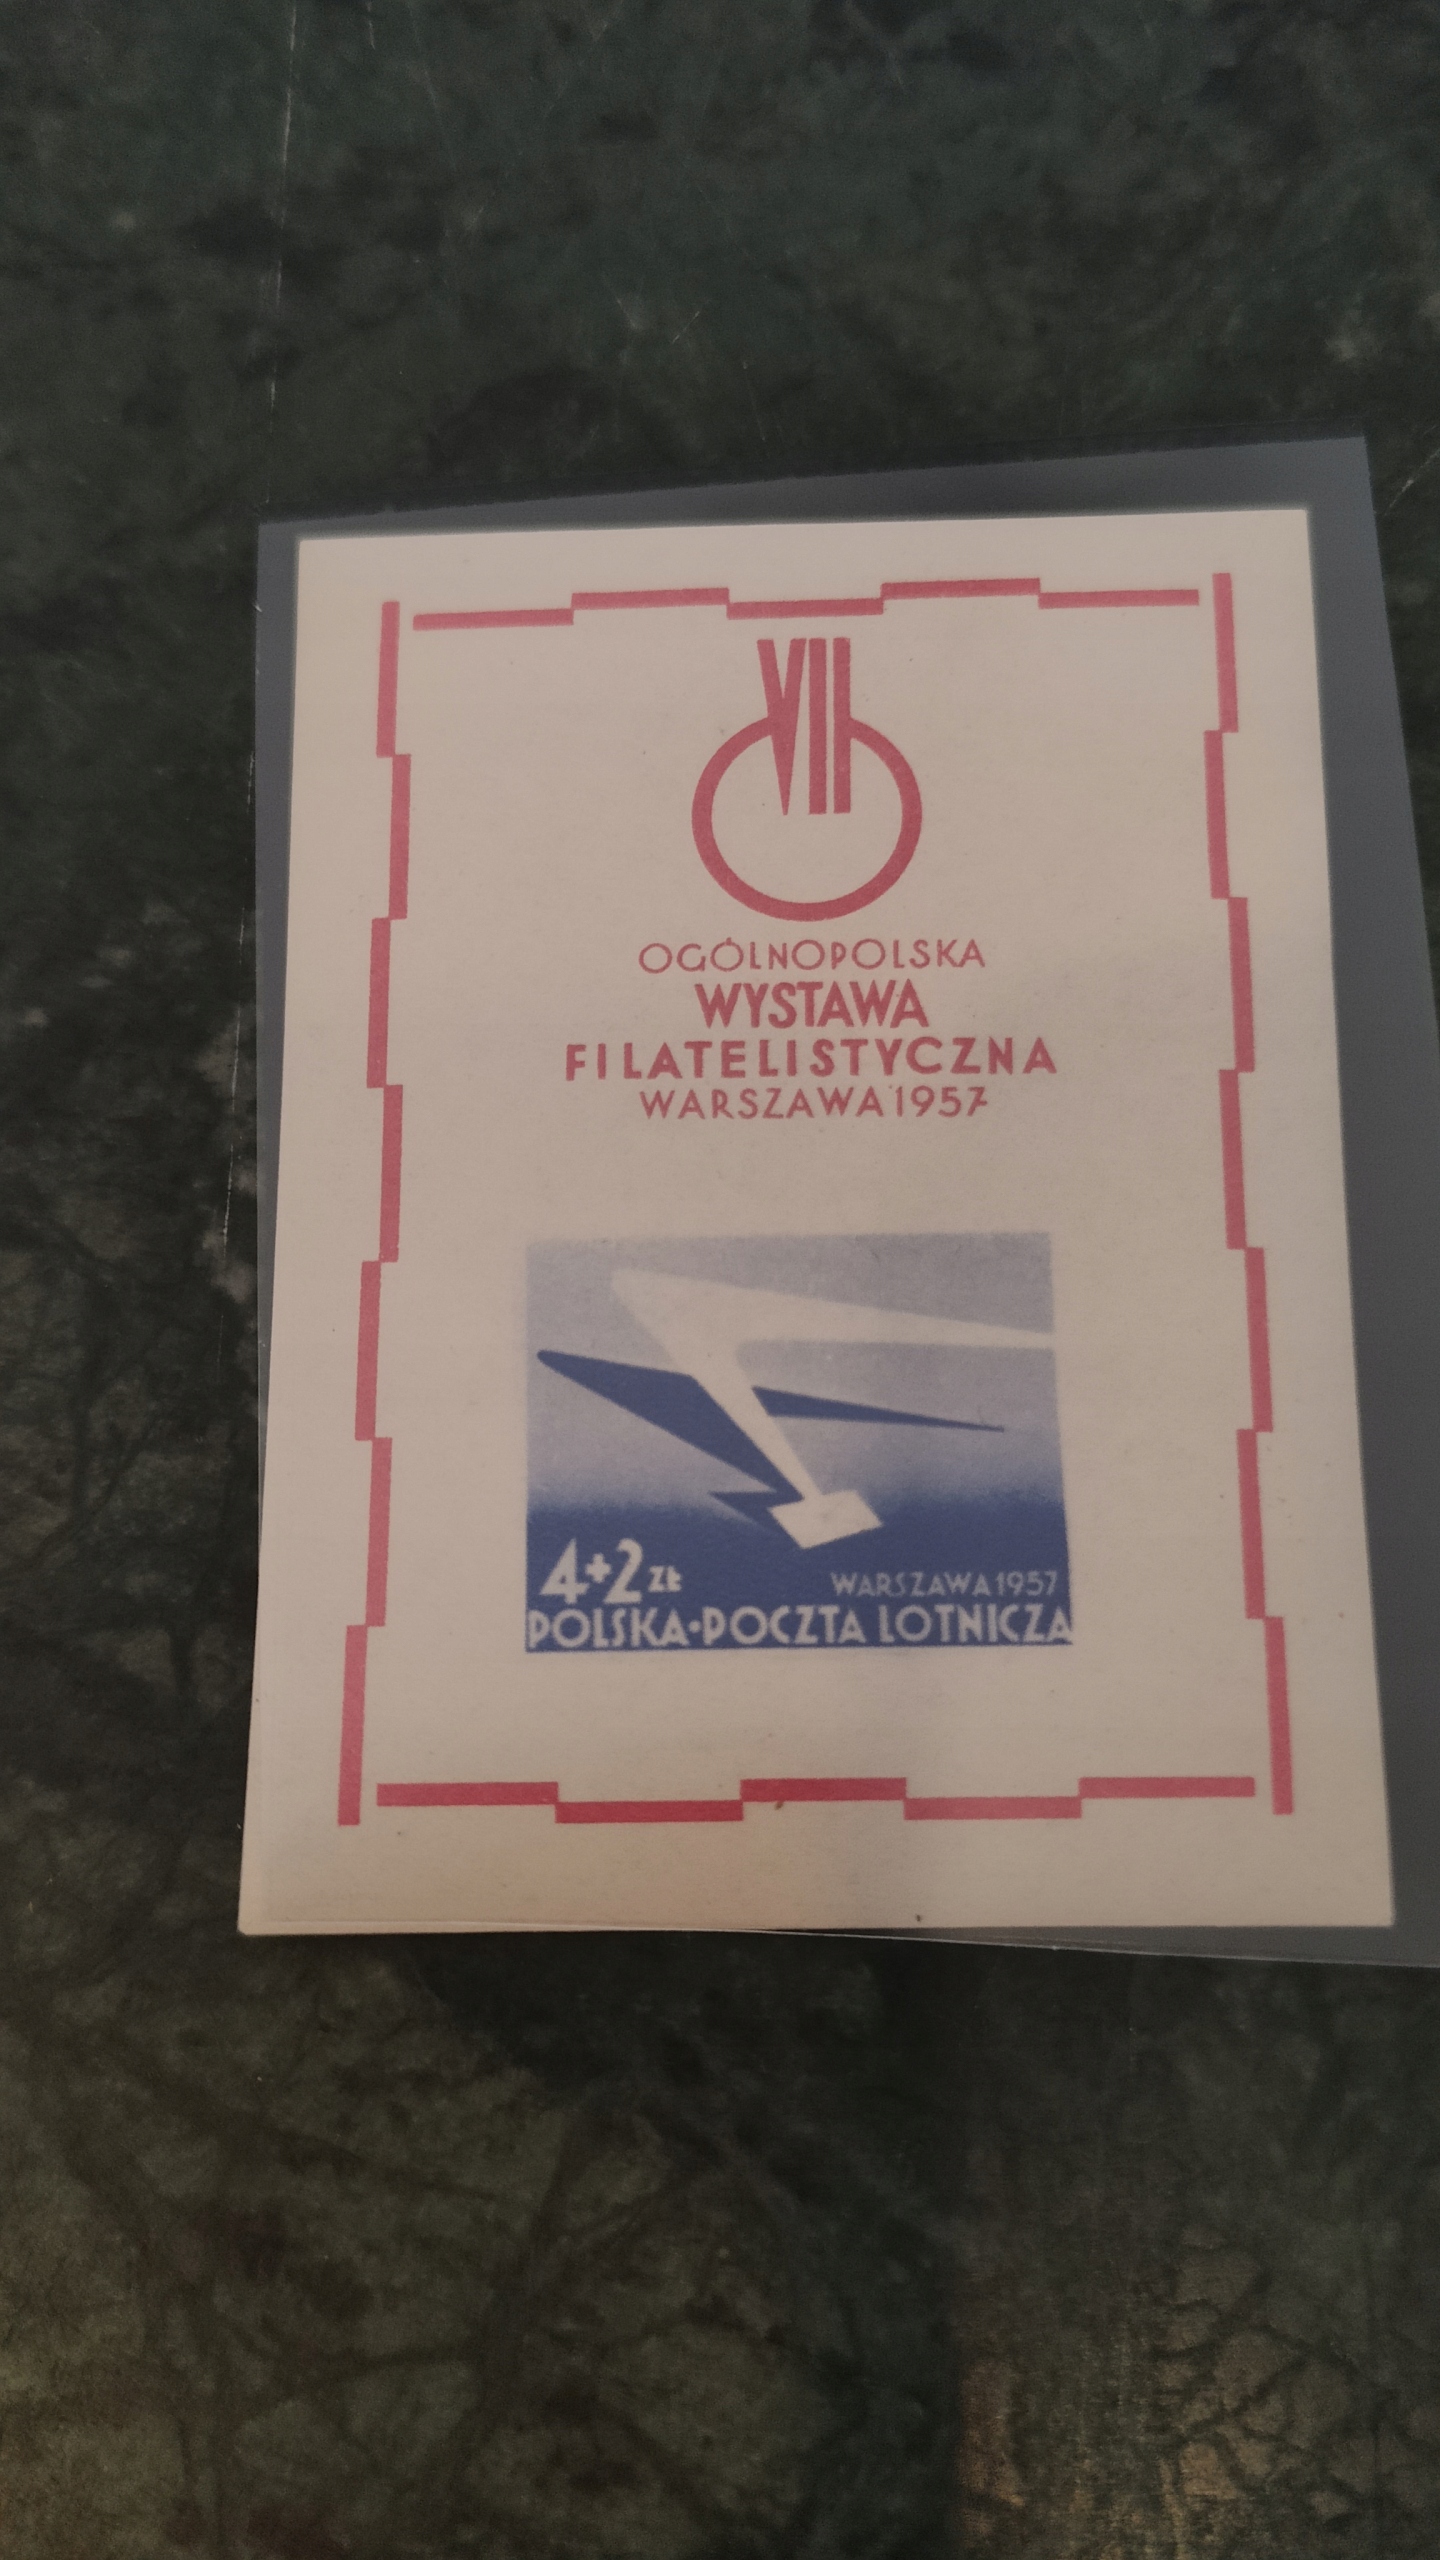 VII
OGÓLNOPOLSKA
WYSTAWA
FILATELISTYCZNA
WARSZAWA 1957
4+2 ZŁ
WARSZAWA 1957
POLSKA•POCZTA LOTNICZA